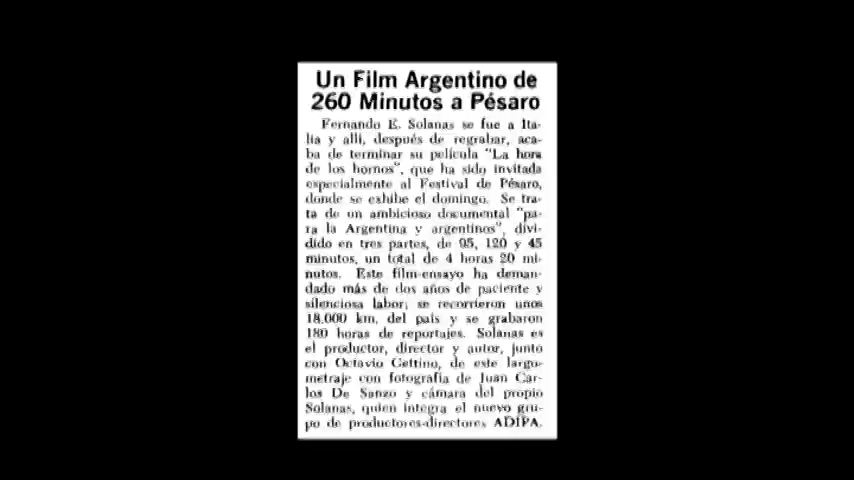 Un Film Argentino de
260 Minutos a Pésaro
Fernando E. Solanas se fue a Ita-
lia y allí, después de regrabar, aca-
ba de terminar su película "La hora
de los hornos", que ha sido invitada
especialmente al Festival de Pésaro,
donde se exhibe el domingo. Se tra-
ta de un ambicioso documental "pa-
ra la Argentina y argentinos", divi-
dido en tres partes, de 95, 120 y 45
minutos, un total de 4 horas 20 mi-
nutos. Este film-ensayo ha deman-
dado más de dos años de paciente y
silenciosa labor; se recorrieron unos
18.000 km. del país y se grabaron
180 horas de reportajes. Solanas es
el productor, director y autor, junto
con Octavio Gettino, de este largo-
metraje con fotografía de Juan Car-
los De Sanzo y cámara del propio
Solanas, quien integra el nuevo gru-
po de productores-directores ADIPA.